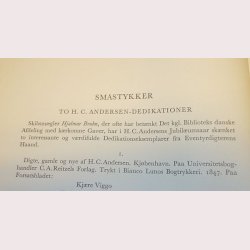 SMÅSTYKKER
TO H. C. ANDERSEN-DEDIKATIONER
Skibsmægler Hjalmar Bruhn, der ofte har betænkt Det kgl. Biblioteks danske
Afdeling med kærkomne Gaver, har i H. C. Andersens Jubilæumsaar skænket
to interessante og værdifulde Dedikationseksemplarer fra Eventyrdigterens
Haand.
1.
Digte, gamle og nye af H. C. Andersen. Kjøbenhavn. Paa Universitetsbog-
handler C. A. Reitzels Forlag. Trykt i Bianco Lunos Bogtrykkeri. 1847. Paa
Forsatsbladet:
Kjære Viggo